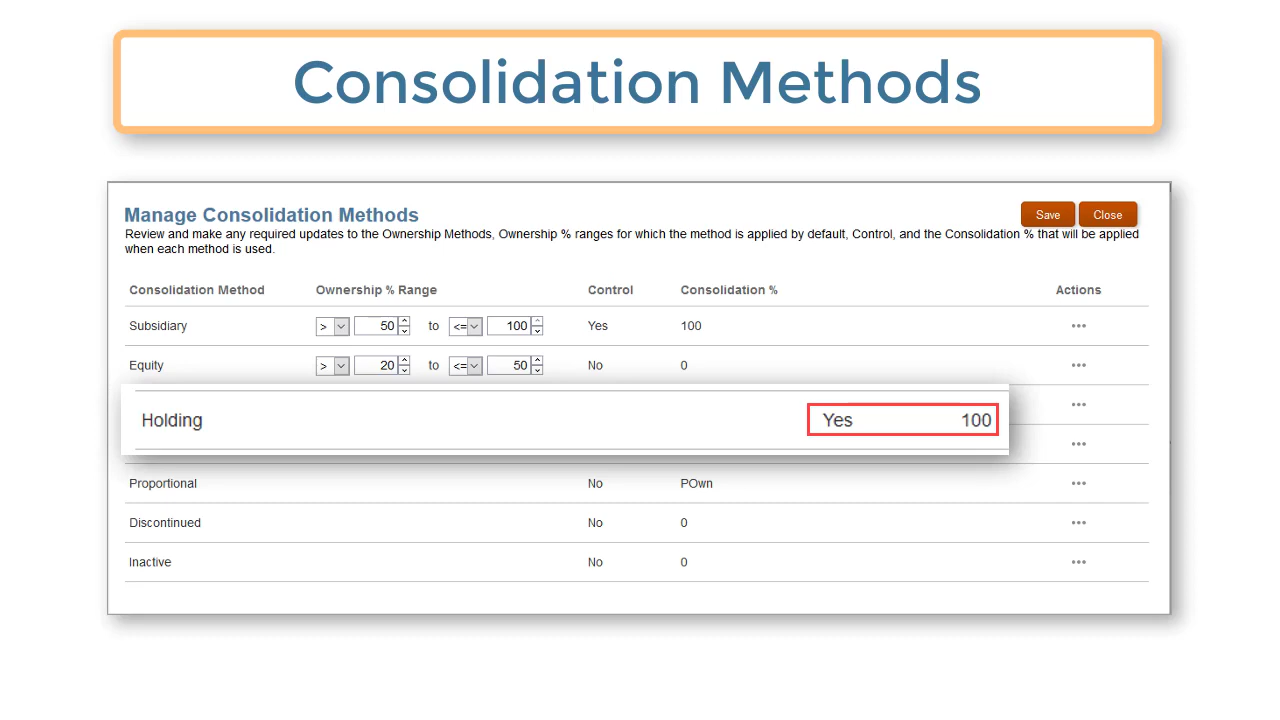 Consolidation Methods
Manage Consolidation Methods
Save Close
Review and make any required updates to the Ownership Methods, Ownership % ranges for which the method is applied by default, Control, and the Consolidation % that will be applied
when each method is used.
Consolidation Method Ownership % Range Control Consolidation % Actions
Subsidiary > 50 to <= 100 Yes 100 •••
Equity > 20 to <= 50 No 0 •••
•••
Holding Yes 100
•••
Proportional No POwn •••
Discontinued No 0 •••
Inactive No 0 •••